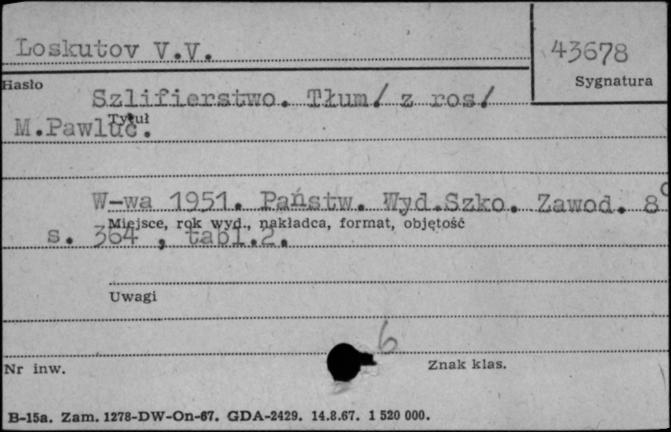 Loskutov V.V.
43678
Hasło
Sygnatura
Szlifierstwo. Tłum/ z ros/
Tytuł
M.Pawluć.
W-wa 1951. Państw. Wyd.Szko. Zawod. 8°
Miejsce, rok wyd., nakładca, format, objętość
s. 364 , tabl.2.
Uwagi
6
Nr inw.
Znak klas.
B-15a. Zam. 1278-DW-On-67. GDA-2429. 14.8.67. 1 520 000.